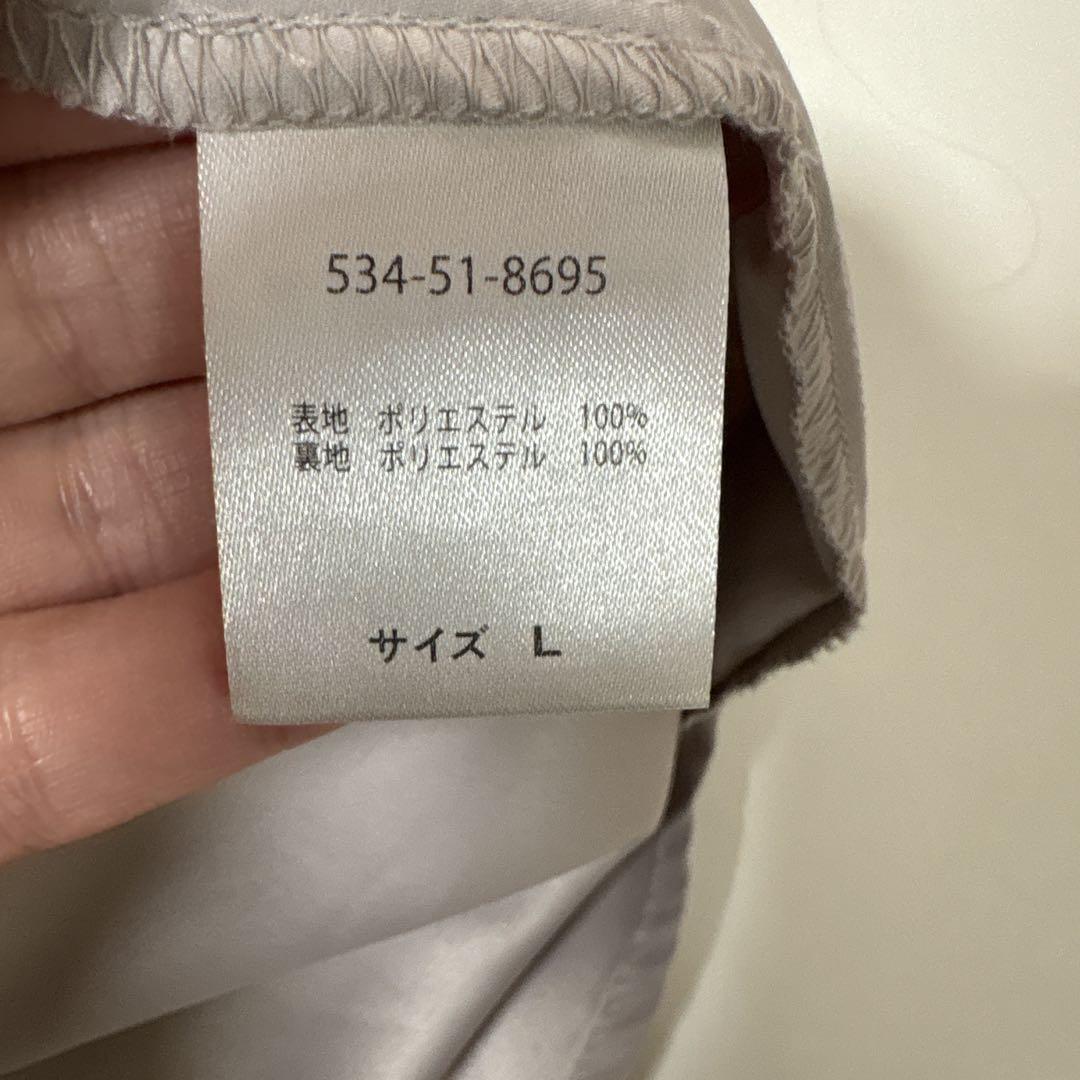 534-51-8695
表地 ポリエステル 100%
裏地 ポリエステル 100%
サイズ L